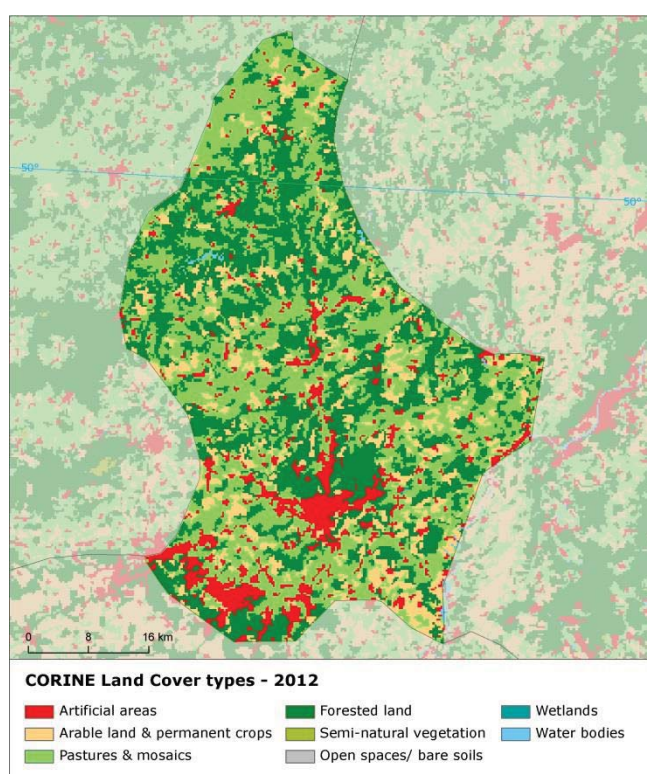 50°
50°
0 8 16 km
CORINE Land Cover types - 2012
Artificial areas
Forested land
Wetlands
Arable land & permanent crops
Semi-natural vegetation
Water bodies
Pastures & mosaics
Open spaces/ bare soils